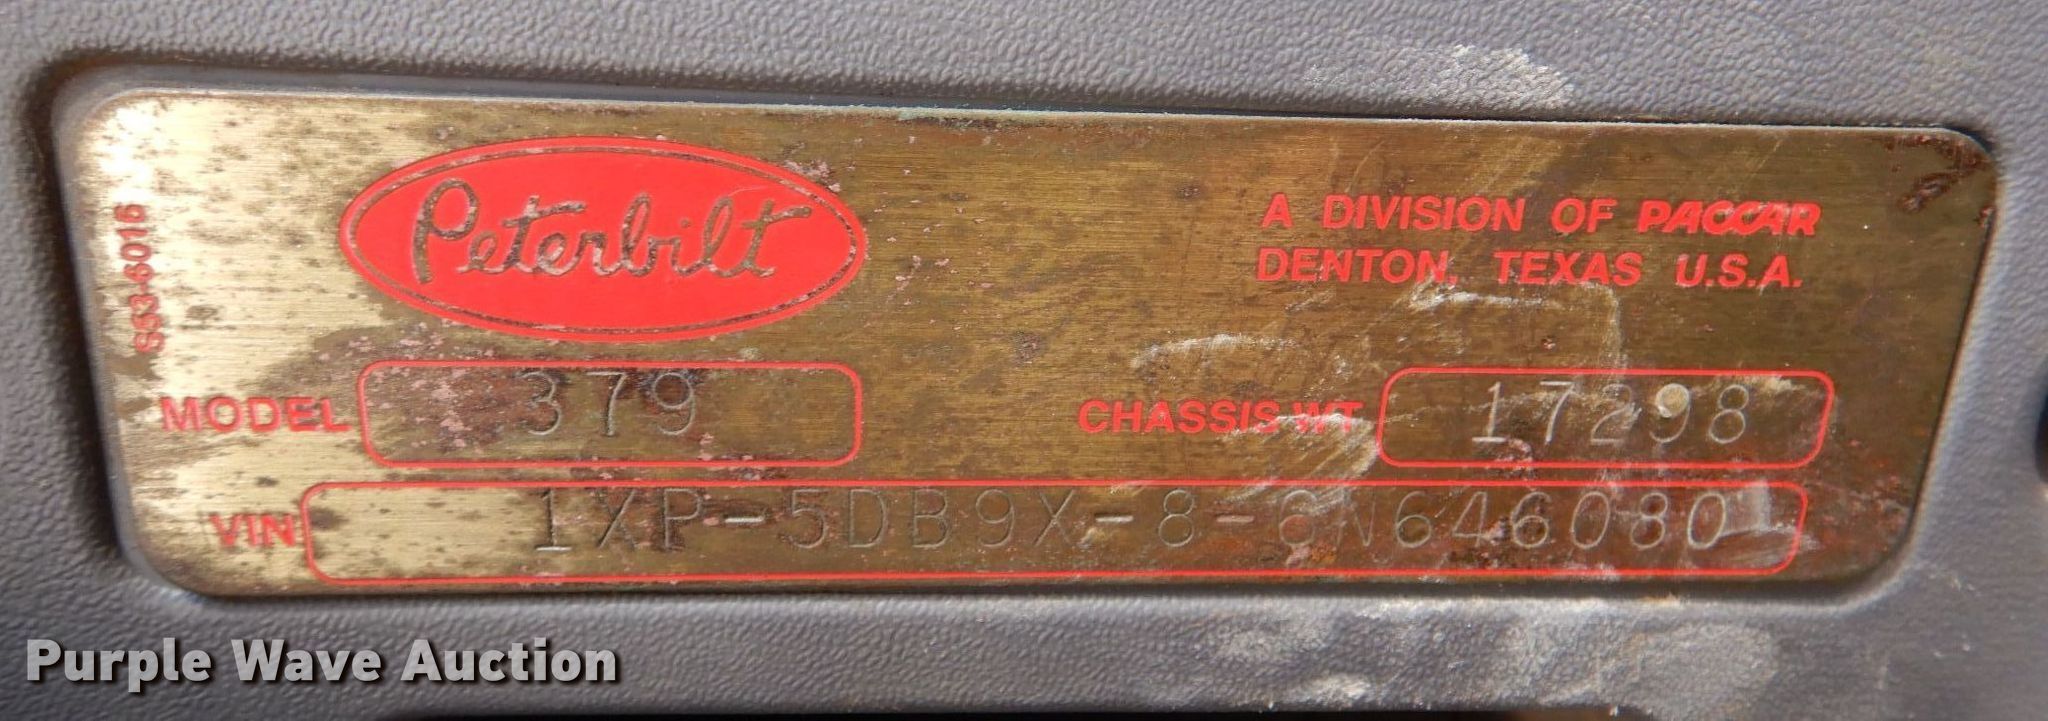 S53-6016
Peterbilt
A DIVISION OF PACCAR
DENTON, TEXAS U.S.A.
MODEL 379
CHASSIS WT 17298
VIN 1XP-5DB9X-8-6N646080
Purple Wave Auction